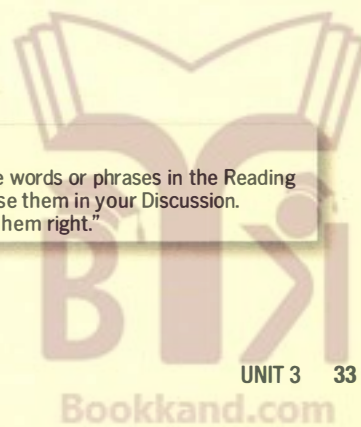 e words or phrases in the Reading
se them in your Discussion.
hem right."
UNIT 3 33
Bookkand.com